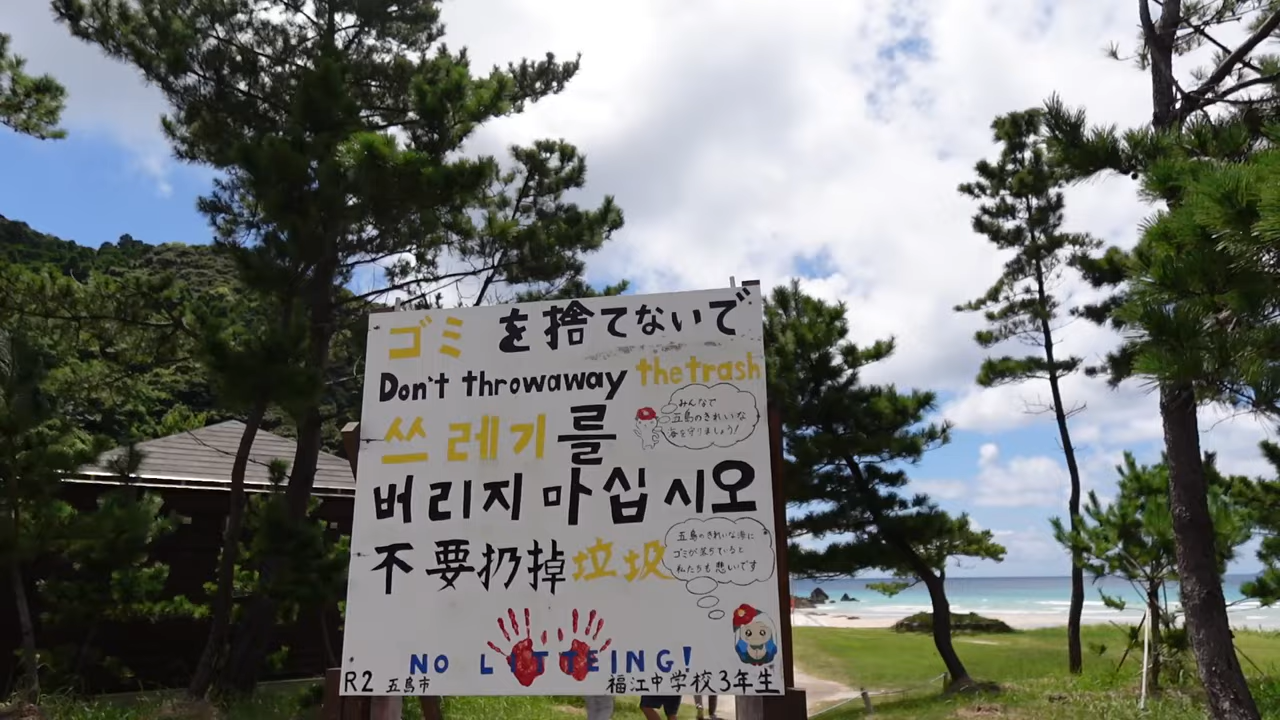 ゴミを捨てないで
Don't throwaway the trash
쓰레기를
みんなで
五島のきれいな
海を守りましょう!
버리지 마십시오
不要扔掉垃圾
五島のきれいな海に
ゴミが落ちていると
私たちも悲しいです
NO LITTEING!
R2 五島市 福江中学校3年生